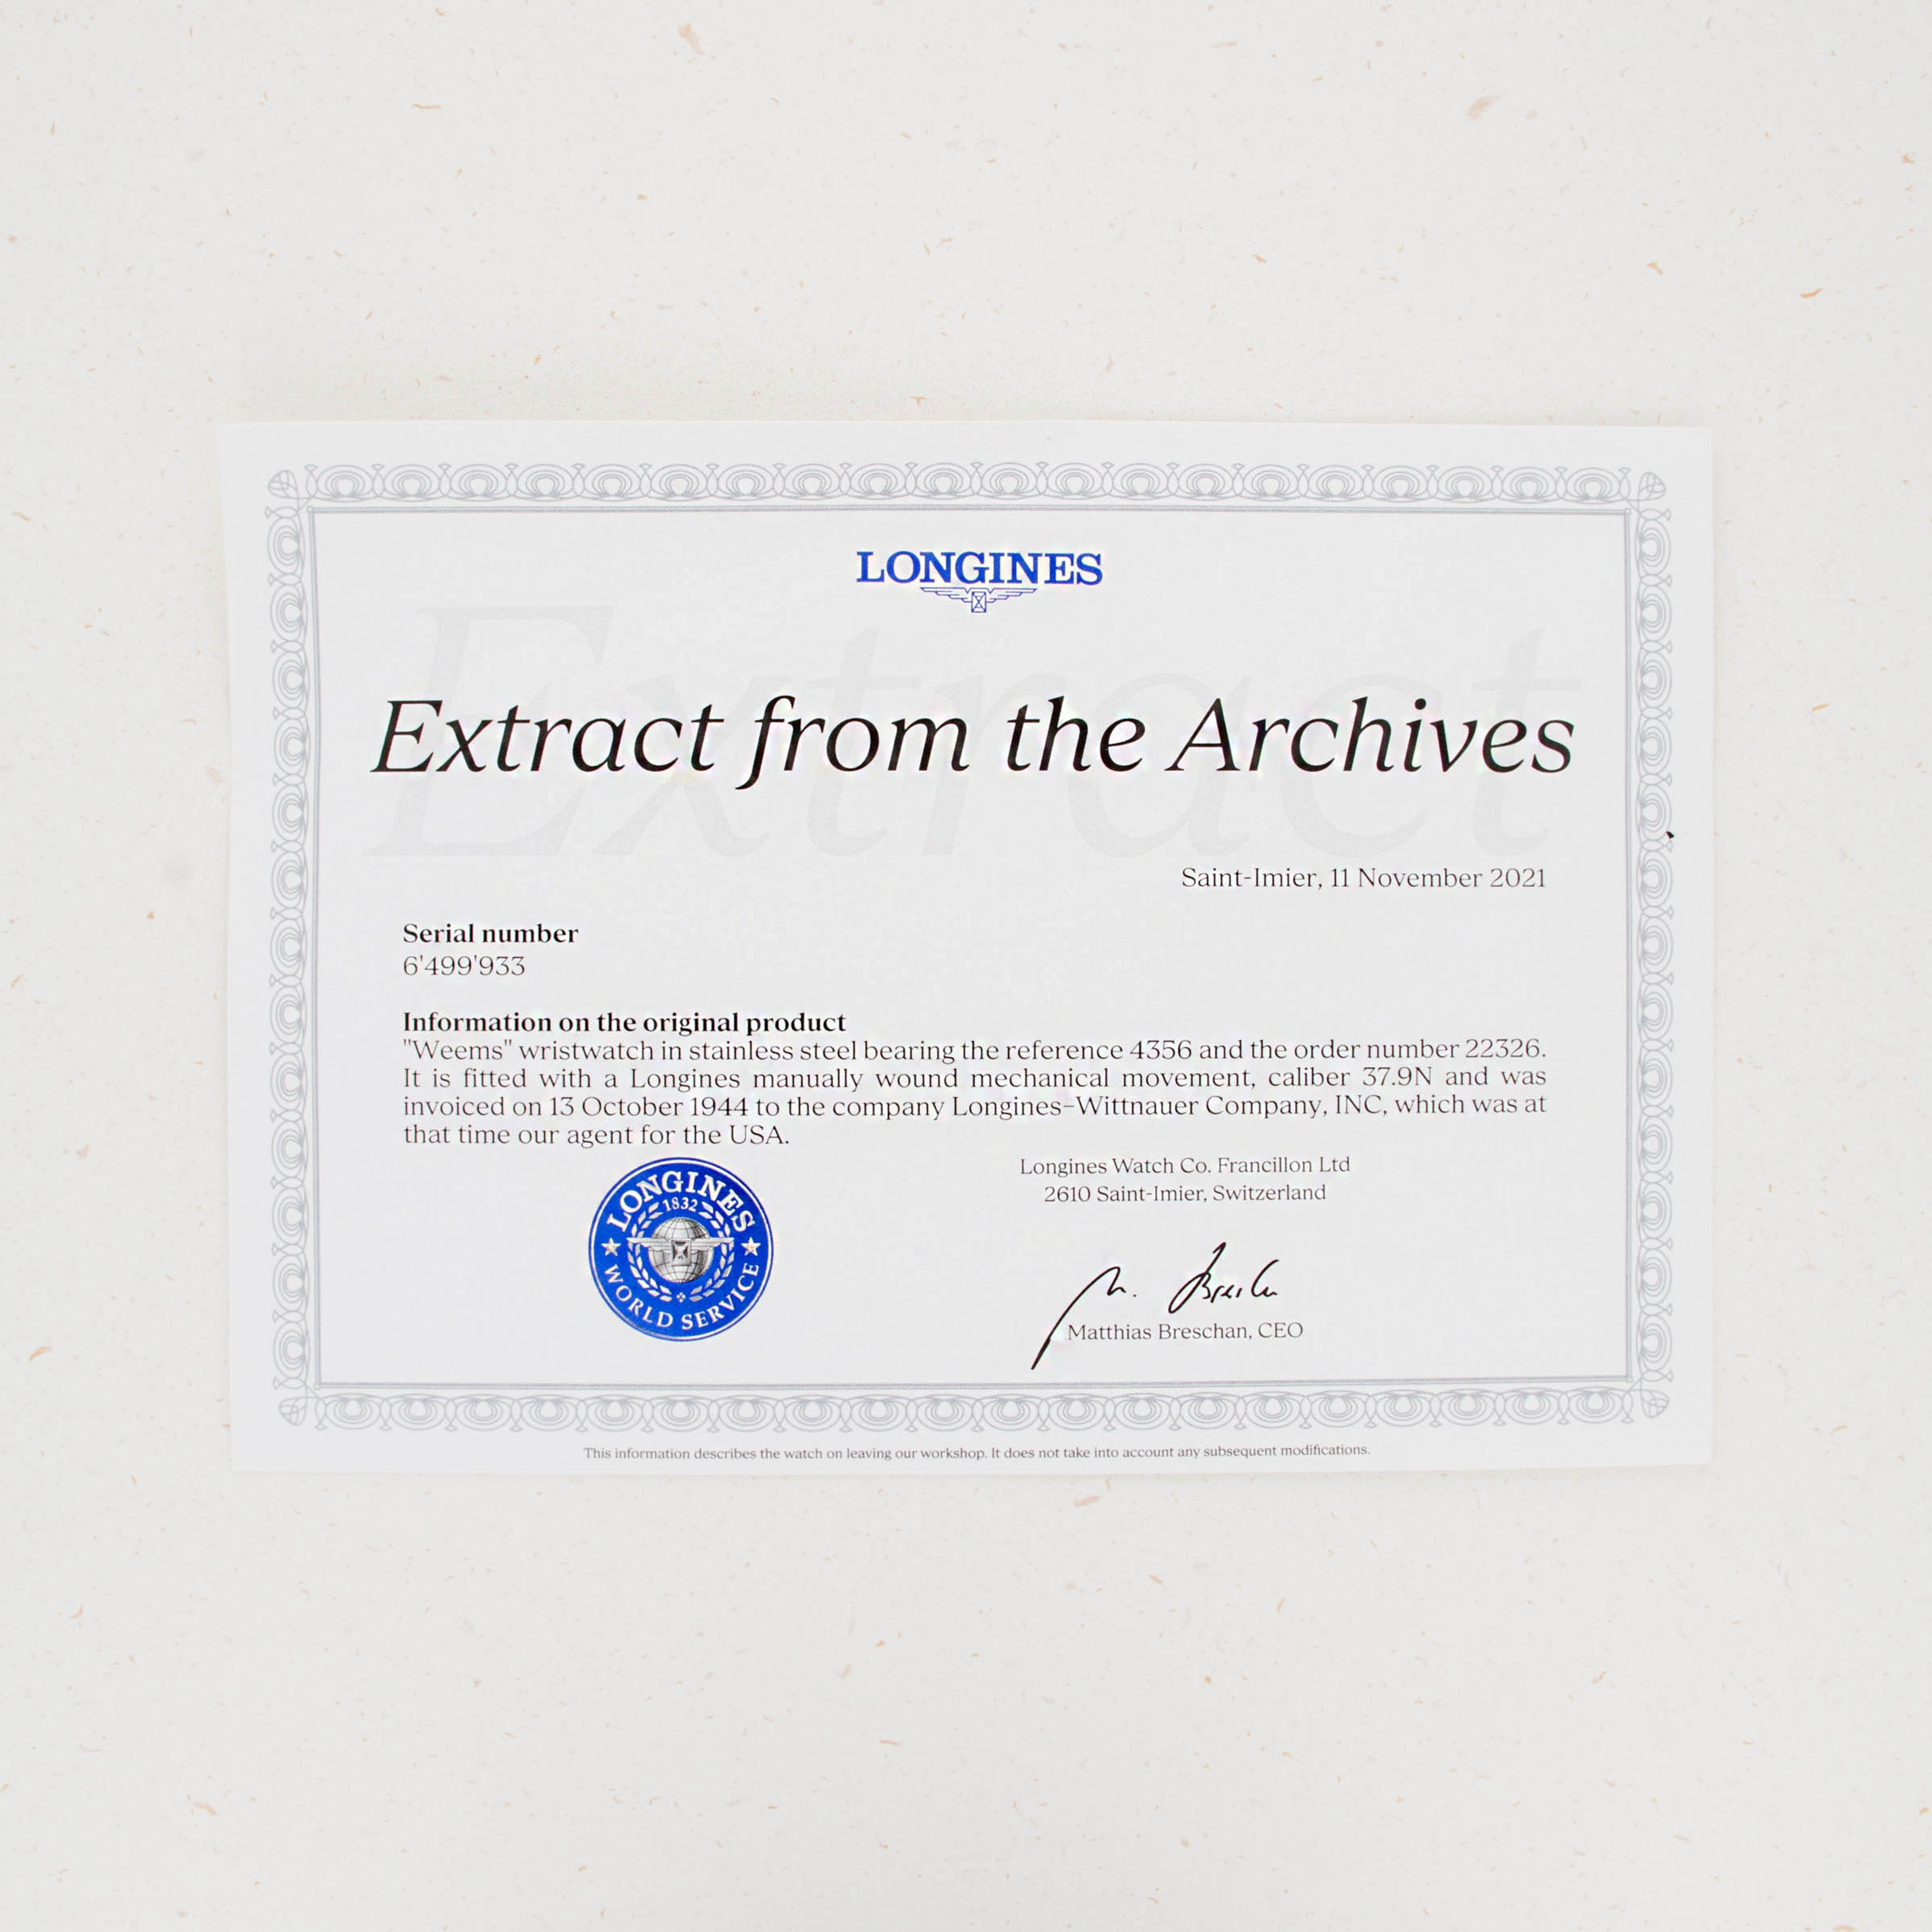 LONGINES
Extract
Extract from the Archives
Saint-Imier, 11 November 2021
Serial number
6'499'933
Information on the original product
"Weems" wristwatch in stainless steel bearing the reference 4356 and the order number 22326.
It is fitted with a Longines manually wound mechanical movement, caliber 37.9N and was
invoiced on 13 October 1944 to the company Longines-Wittnauer Company, INC, which was at
that time our agent for the USA.
LONGINES
1832
WORLD SERVICE
Longines Watch Co. Francillon Ltd
2610 Saint-Imier, Switzerland
Matthias Breschan, CEO
This information describes the watch on leaving our workshop. It does not take into account any subsequent modifications.